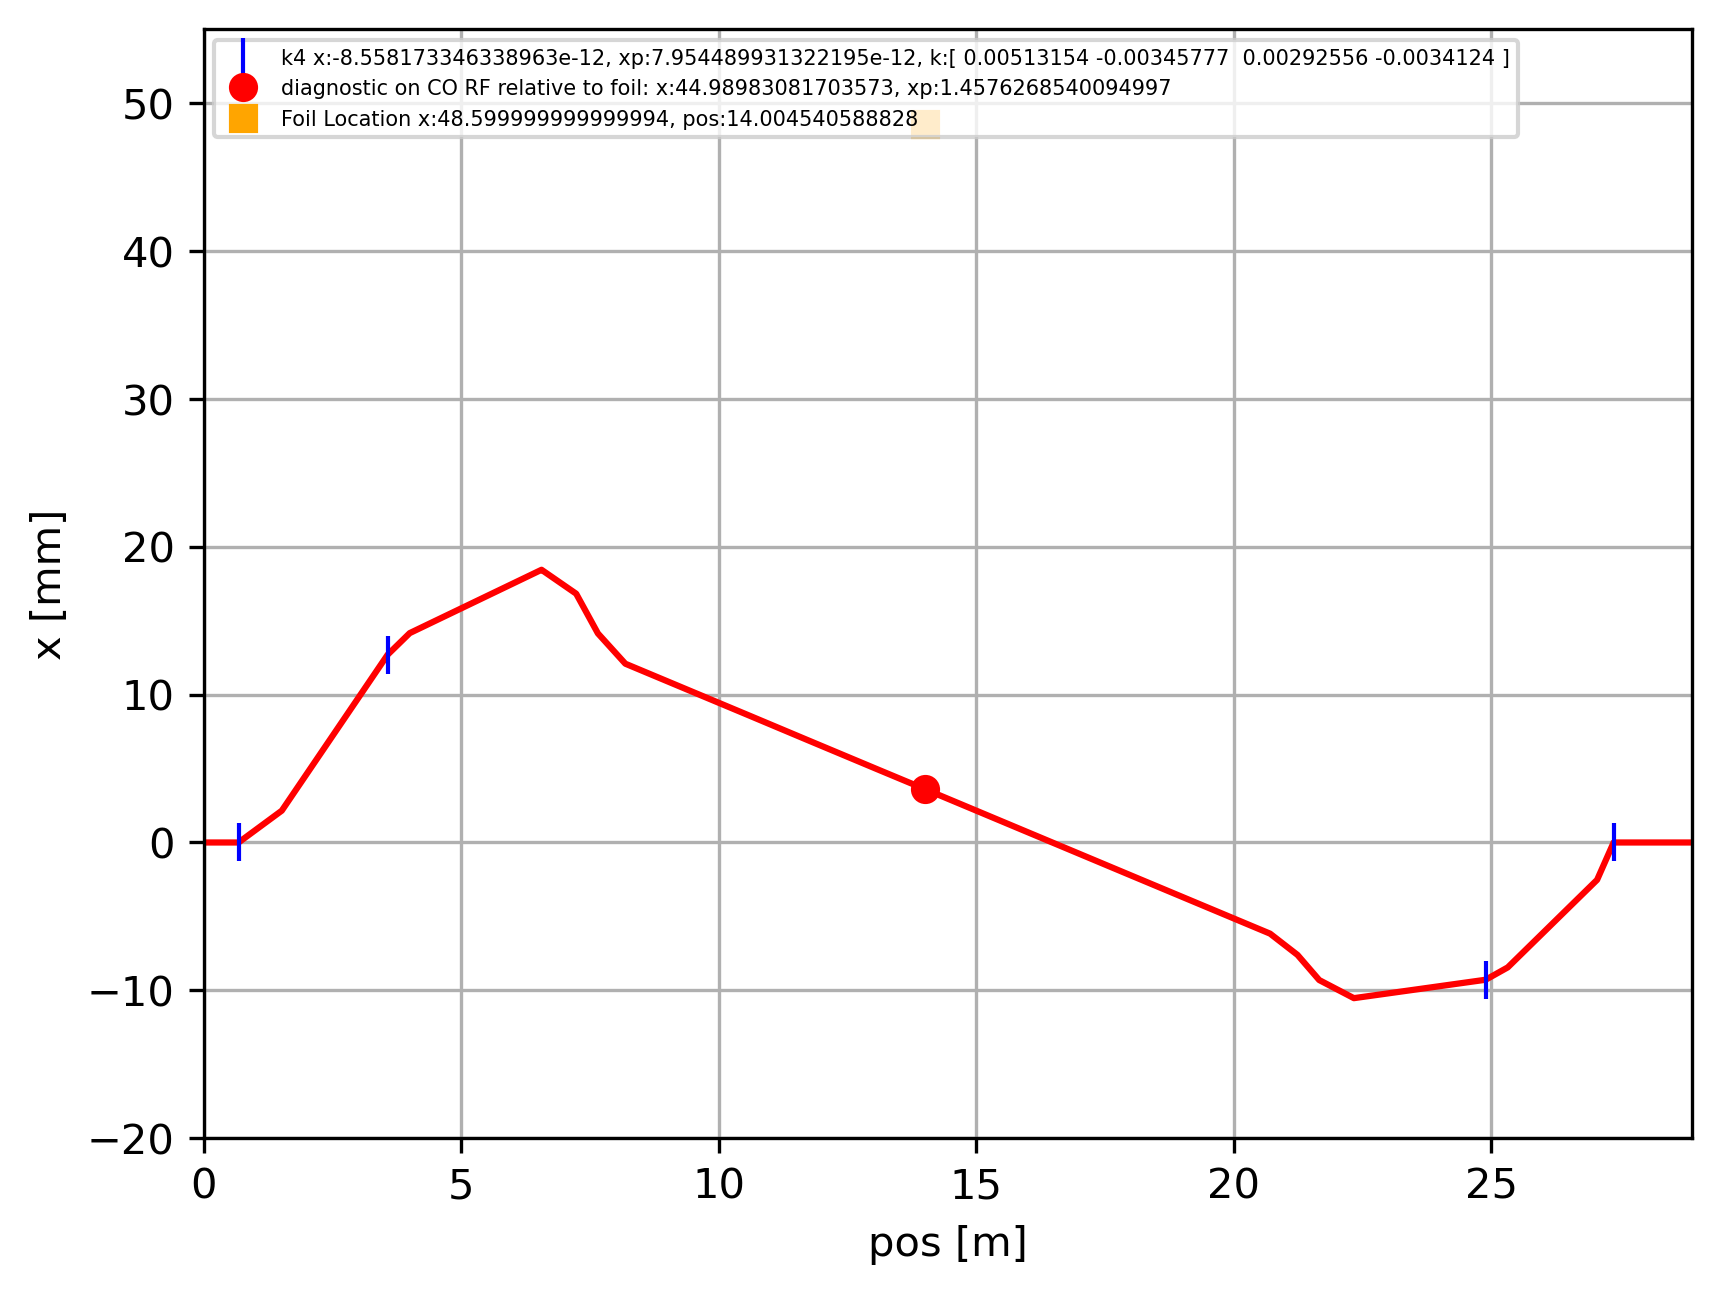 k4 x:-8.558173346338963e-12, xp:7.954489931322195e-12, k:[ 0.00513154 -0.00345777  0.00292556 -0.0034124 ]
diagnostic on CO RF relative to foil: x:44.98983081703573, xp:1.4576268540094997
Foil Location x:48.599999999999994, pos:14.004540588828
50
40
30
20
10
0
−10
−20
x [mm]
0 5 10 15 20 25
pos [m]